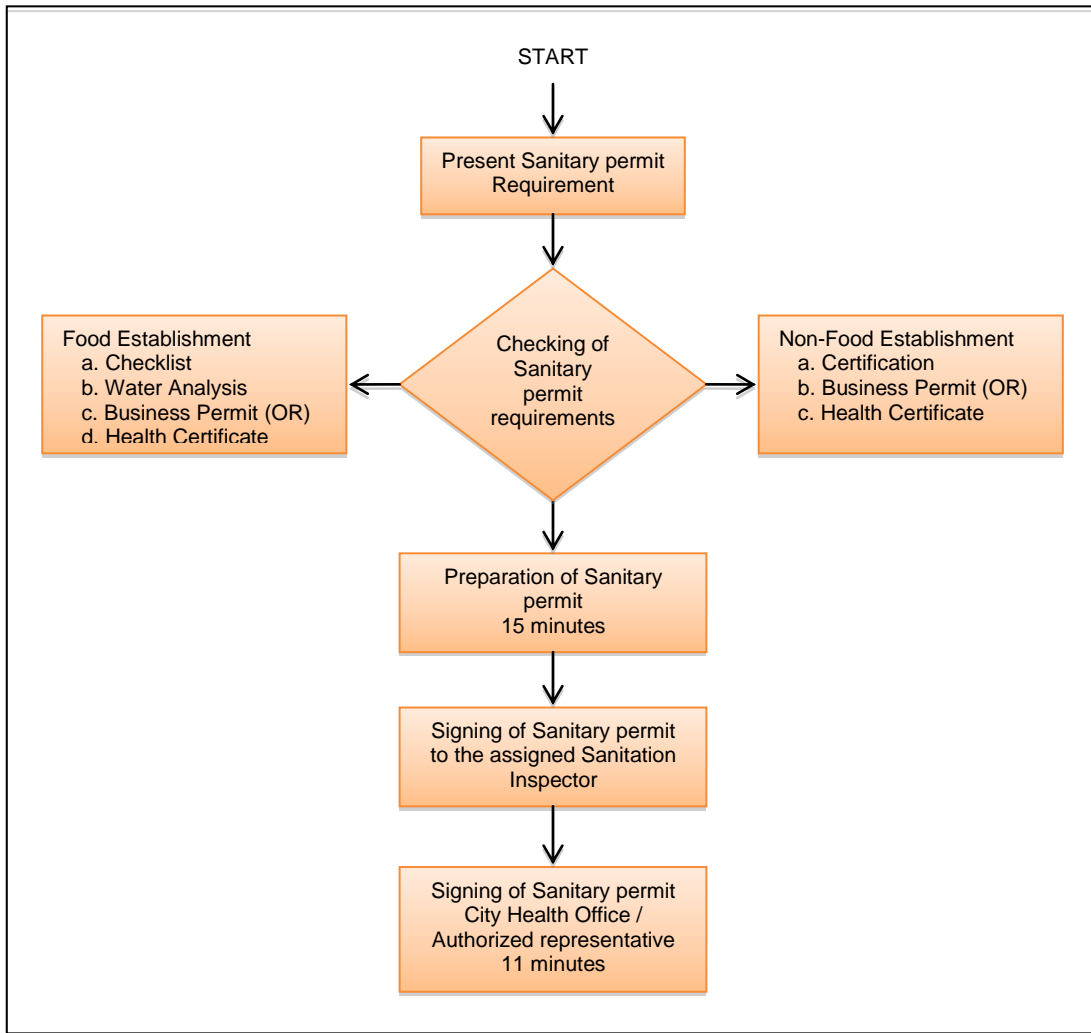 START
Present Sanitary permit
Requirement
Checking of
Sanitary
permit
requirements
Food Establishment
a. Checklist
b. Water Analysis
c. Business Permit (OR)
d. Health Certificate
Non-Food Establishment
a. Certification
b. Business Permit (OR)
c. Health Certificate
Preparation of Sanitary
permit
15 minutes
Signing of Sanitary permit
to the assigned Sanitation
Inspector
Signing of Sanitary permit
City Health Office /
Authorized representative
11 minutes